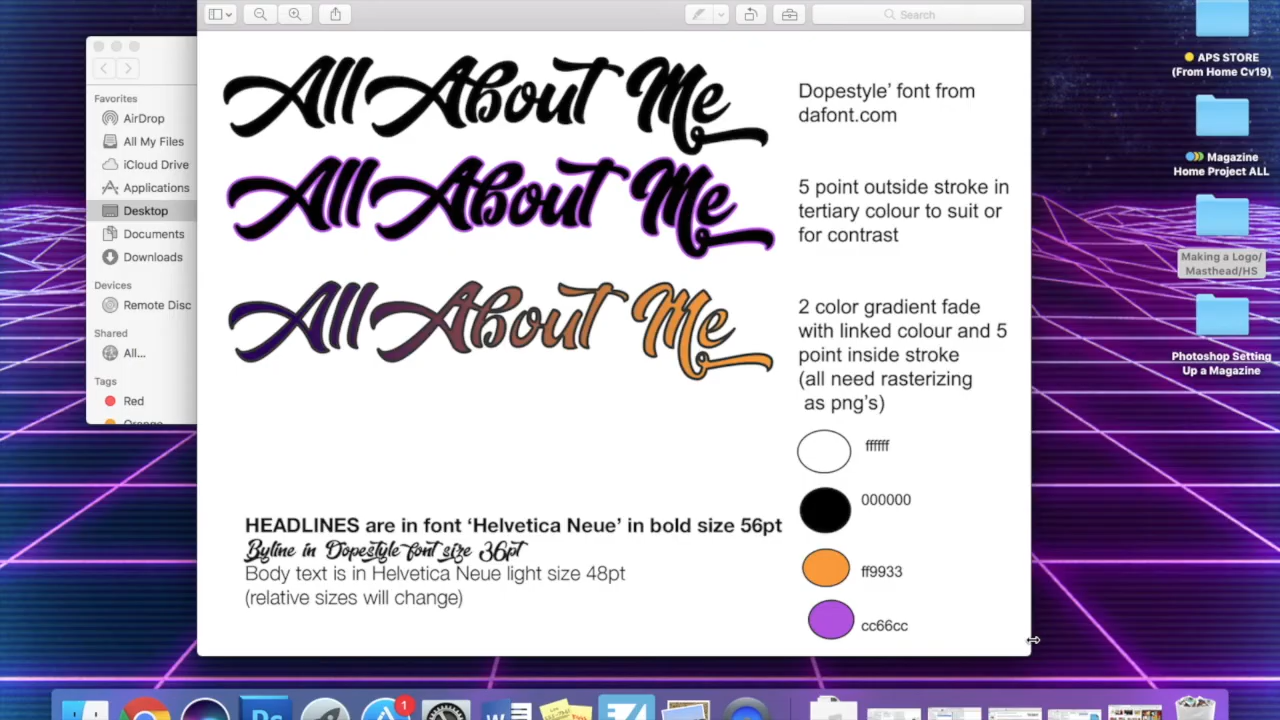 Search
All About Me
Dopestyle’ font from
dafont.com
All About Me
5 point outside stroke in
tertiary colour to suit or
for contrast
All About Me
2 color gradient fade
with linked colour and 5
point inside stroke
(all need rasterizing
as png’s)
ffffff
000000
ff9933
cc66cc
HEADLINES are in font ‘Helvetica Neue’ in bold size 56pt
Byline in Dopestyle font size 36pt
Body text is in Helvetica Neue light size 48pt
(relative sizes will change)
Favorites
AirDrop
All My Files
iCloud Drive
Applications
Desktop
Documents
Downloads
Devices
Remote Disc
Shared
All...
Tags
Red
Orange
APS STORE
(From Home Cv19)
Magazine
Home Project ALL
Making a Logo/
Masthead/HS
Photoshop Setting
Up a Magazine
Ps
1
W